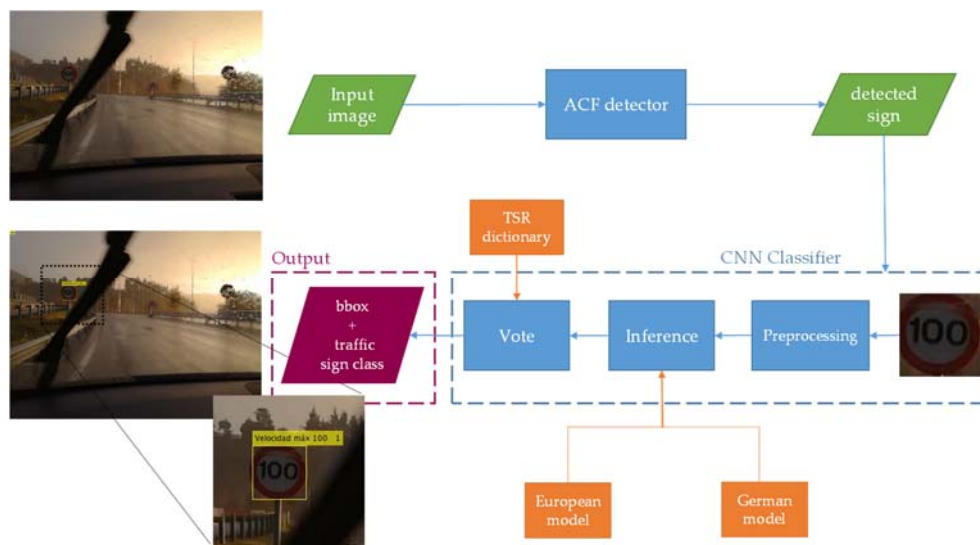 Input
image
ACF detector
detected
sign
TSR
dictionary
Output
CNN Classifier
bbox
+
traffic
sign class
Vote
Inference
Preprocessing
100
Velocidad máx 100 1
100
European
model
German
model